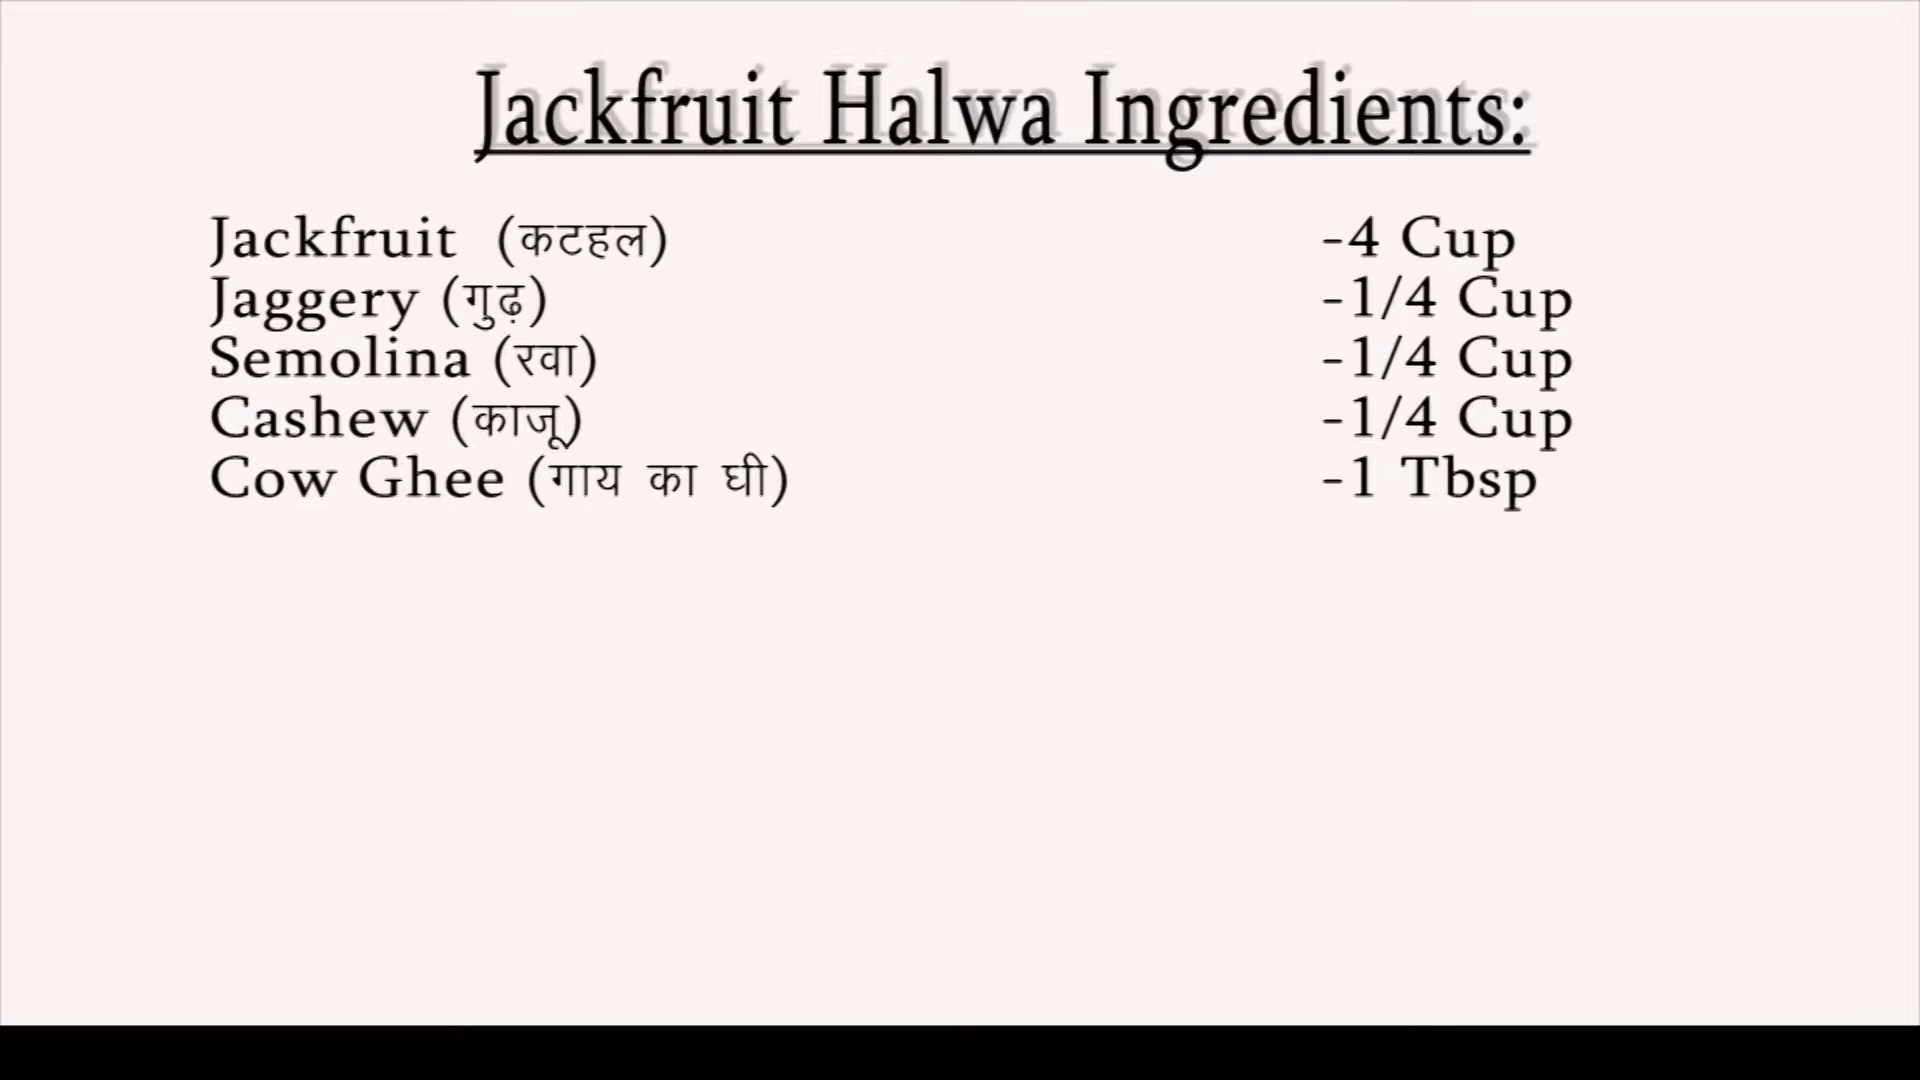 Jackfruit Halwa Ingredients:
Jackfruit (कटहल) -4 Cup
Jaggery (गुढ़) -1/4 Cup
Semolina (रवा) -1/4 Cup
Cashew (काजू) -1/4 Cup
Cow Ghee (गाय का घी) -1 Tbsp